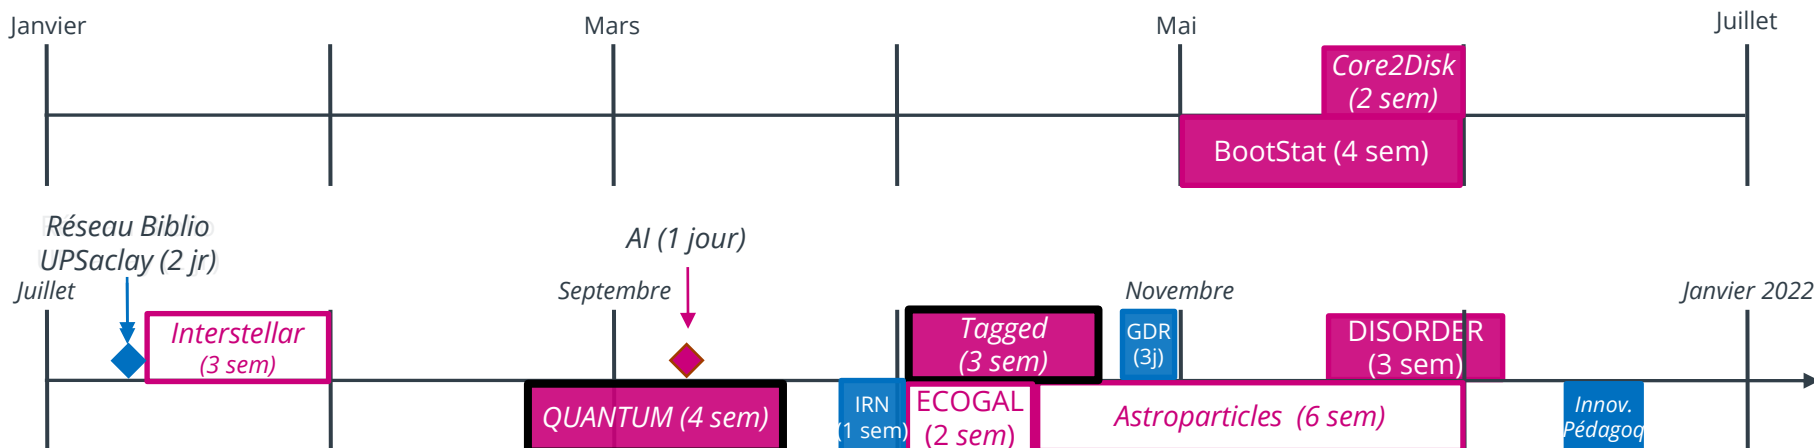 Janvier
Mars
Mai
Juillet
Core2Disk
(2 sem)
BootStat (4 sem)
Réseau Biblio
UPSaclay (2 jr)
AI (1 jour)
Juillet
Septembre
Novembre
Janvier 2022
Interstellar
(3 sem)
Tagged
(3 sem)
GDR
(3j)
DISORDER
(3 sem)
QUANTUM (4 sem)
IRN
(1 sem)
ECOGAL
(2 sem)
Astroparticles (6 sem)
Innov.
Pédagoq